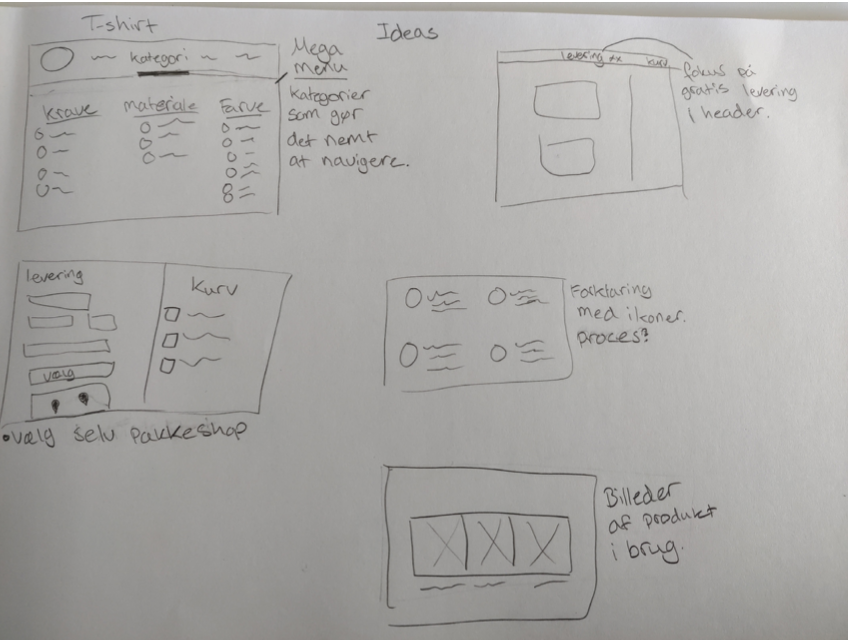 T-shirt
Ideas
kategori
Mega
menu
kategorier
som gør
det nemt
at navigere.
Krave
materiale
Farve
levering
kurv
fokus på
gratis levering
i header.
levering
Kurv
vælg
• vælg selv pakkeshop
Forklaring
med ikoner.
proces?
Billeder
af produkt
i brug.